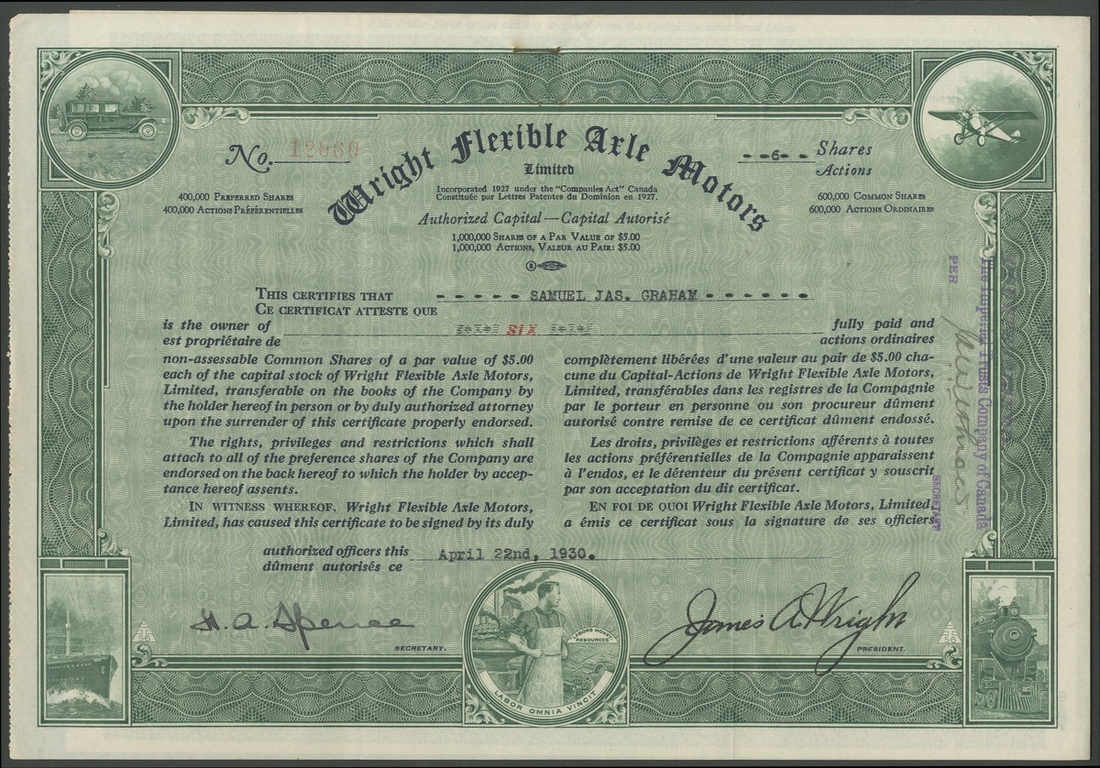 No. 12060
Wright Flexible Axle Motors
Limited
--6-- Shares
Actions
Incorporated 1927 under the "Companies Act" Canada
Constituée par Lettres Patentes du Dominion en 1927.
400,000 Preferred Shares
400,000 Actions Préférentielles
600,000 Common Shares
600,000 Actions Ordinaires
Authorized Capital—Capital Autorisé
1,000,000 Shares of a Par Value of $5.00
1,000,000 Actions, Valeur au Pair: $5.00
This certifies that ----- SAMUEL JAS. GRAHAM ------
Ce certificat atteste que
is the owner of SIX fully paid and
est propriétaire de actions ordinaires
non-assessable Common Shares of a par value of $5.00
each of the capital stock of Wright Flexible Axle Motors,
Limited, transferable on the books of the Company by
the holder hereof in person or by duly authorized attorney
upon the surrender of this certificate properly endorsed.
The rights, privileges and restrictions which shall
attach to all of the preference shares of the Company are
endorsed on the back hereof to which the holder by accep-
tance hereof assents.
In witness whereof, Wright Flexible Axle Motors,
Limited, has caused this certificate to be signed by its duly
complètement libérées d'une valeur au pair de $5.00 cha-
cune du Capital-Actions de Wright Flexible Axle Motors,
Limited, transférables dans les registres de la Compagnie
par le porteur en personne ou son procureur dûment
autorisé contre remise de ce certificat dûment endossé.
Les droits, privilèges et restrictions afférents à toutes
les actions préférentielles de la Compagnie apparaissent
à l'endos, et le détenteur du présent certificat y souscrit
par son acceptation du dit certificat.
En foi de quoi Wright Flexible Axle Motors, Limited,
a émis ce certificat sous la signature de ses officiers
authorized officers this April 22nd, 1930.
dûment autorisés ce
H. A. Spence
SECRETARY.
James A Wright
PRESIDENT.
LABORS MONEY
RESOURCES
LABOR OMNIA VINCIT
The Imperial Trusts Company of Canada
PER
SECRETARY